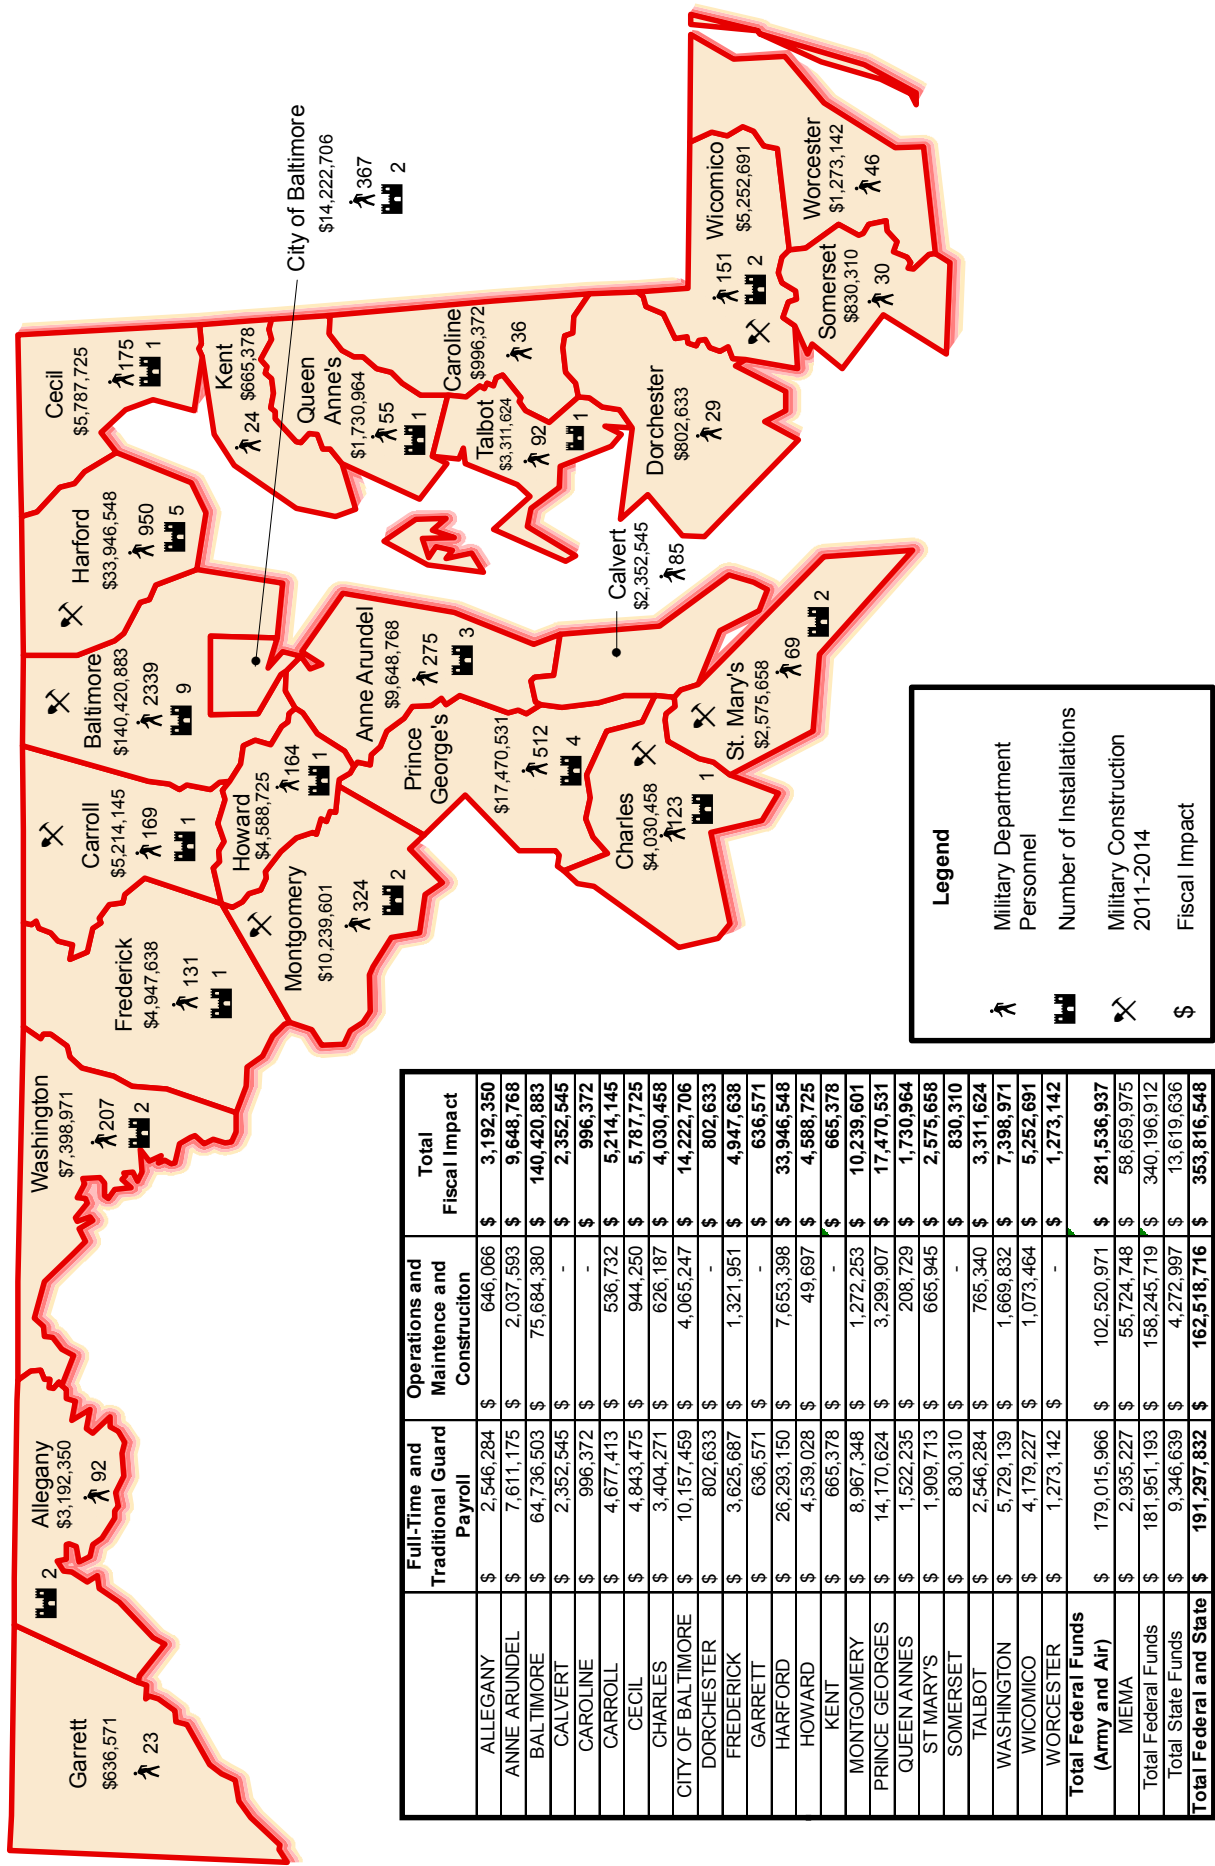 Garrett
$636,571
23
Allegany
$3,192,350
92
2
Washington
$7,398,971
207
2
Frederick
$4,947,638
131
1
Carroll
$5,214,145
169
1
Baltimore
$140,420,883
2339
9
Harford
$33,946,548
950
5
Cecil
$5,787,725
175
1
Howard
$4,588,725
164
1
Montgomery
$10,239,601
324
2
Kent
$665,378
24
Queen
Anne's
$1,730,964
55
1
City of Baltimore
$14,222,706
367
2
Anne Arundel
$9,648,768
275
3
Prince
George's
$17,470,531
512
4
Caroline
$996,372
36
Talbot
$3,311,624
92
1
Calvert
$2,352,545
85
Charles
$4,030,458
123
1
St. Mary's
$2,575,658
69
2
Dorchester
$802,633
29
Wicomico
$5,252,691
151
2
Somerset
$830,310
30
Worcester
$1,273,142
46
Full-Time and Traditional Guard Payroll
Operations and Maintence and Construciton
Total Fiscal Impact
ALLEGANY $ 2,546,284 $ 646,066 $ 3,192,350
ANNE ARUNDEL $ 7,611,175 $ 2,037,593 $ 9,648,768
BALTIMORE $ 64,736,503 $ 75,684,380 $ 140,420,883
CALVERT $ 2,352,545 $ - $ 2,352,545
CAROLINE $ 996,372 $ - $ 996,372
CARROLL $ 4,677,413 $ 536,732 $ 5,214,145
CECIL $ 4,843,475 $ 944,250 $ 5,787,725
CHARLES $ 3,404,271 $ 626,187 $ 4,030,458
CITY OF BALTIMORE $ 10,157,459 $ 4,065,247 $ 14,222,706
DORCHESTER $ 802,633 $ - $ 802,633
FREDERICK $ 3,625,687 $ 1,321,951 $ 4,947,638
GARRETT $ 636,571 $ - $ 636,571
HARFORD $ 26,293,150 $ 7,653,398 $ 33,946,548
HOWARD $ 4,539,028 $ 49,697 $ 4,588,725
KENT $ 665,378 $ - $ 665,378
MONTGOMERY $ 8,967,348 $ 1,272,253 $ 10,239,601
PRINCE GEORGES $ 14,170,624 $ 3,299,907 $ 17,470,531
QUEEN ANNES $ 1,522,235 $ 208,729 $ 1,730,964
ST MARY'S $ 1,909,713 $ 665,945 $ 2,575,658
SOMERSET $ 830,310 $ - $ 830,310
TALBOT $ 2,546,284 $ 765,340 $ 3,311,624
WASHINGTON $ 5,729,139 $ 1,669,832 $ 7,398,971
WICOMICO $ 4,179,227 $ 1,073,464 $ 5,252,691
WORCESTER $ 1,273,142 $ - $ 1,273,142
Total Federal Funds
(Army and Air) $ 179,015,966 $ 102,520,971 $ 281,536,937
MEMA $ 2,935,227 $ 55,724,748 $ 58,659,975
Total Federal Funds $ 181,951,193 $ 158,245,719 $ 340,196,912
Total State Funds $ 9,346,639 $ 4,272,997 $ 13,619,636
Total Federal and State $ 191,297,832 $ 162,518,716 $ 353,816,548
Legend
Military Department
Personnel
Number of Installations
Military Construction
2011-2014
$ Fiscal Impact